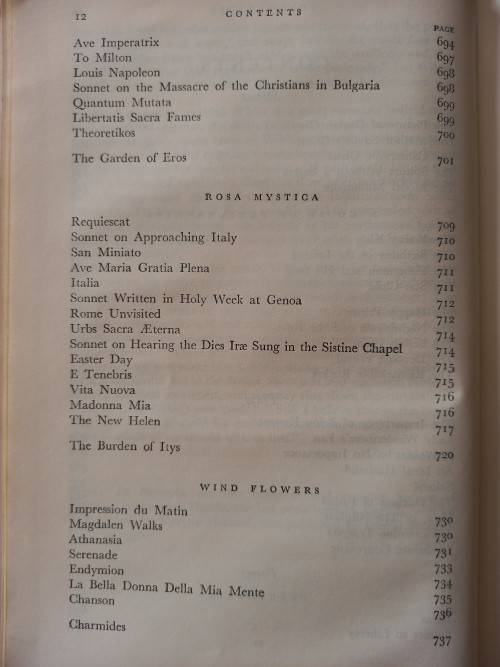 12 CONTENTS
PAGE
Ave Imperatrix 694
To Milton 697
Louis Napoleon 698
Sonnet on the Massacre of the Christians in Bulgaria 698
Quantum Mutata 699
Libertatis Sacra Fames 699
Theoretikos 700
The Garden of Eros 701
ROSA MYSTICA
Requiescat 709
Sonnet on Approaching Italy 710
San Miniato 710
Ave Maria Gratia Plena 711
Italia 711
Sonnet Written in Holy Week at Genoa 712
Rome Unvisited 712
Urbs Sacra Æterna 714
Sonnet on Hearing the Dies Iræ Sung in the Sistine Chapel 714
Easter Day 715
E Tenebris 715
Vita Nuova 716
Madonna Mia 716
The New Helen 717
The Burden of Itys 720
WIND FLOWERS
Impression du Matin 730
Magdalen Walks 730
Athanasia 731
Serenade 733
Endymion 734
La Bella Donna Della Mia Mente 735
Chanson 736
Charmides 737